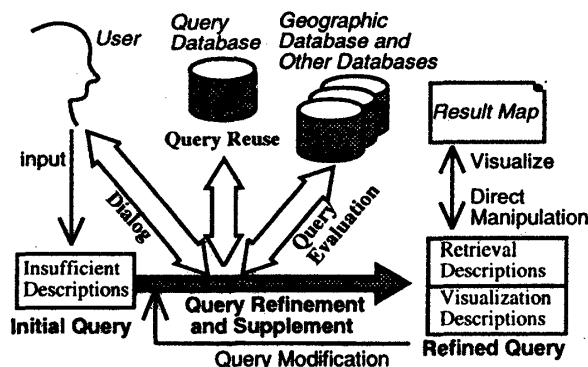 User
Query
Database
Geographic
Database and
Other Databases
Result Map
Query Reuse
input
Dialog
Query
Evaluation
Visualize
Direct
Manipulation
Insufficient
Descriptions
Retrieval
Descriptions
Visualization
Descriptions
Initial Query
Query Refinement
and Supplement
Query Modification
Refined Query